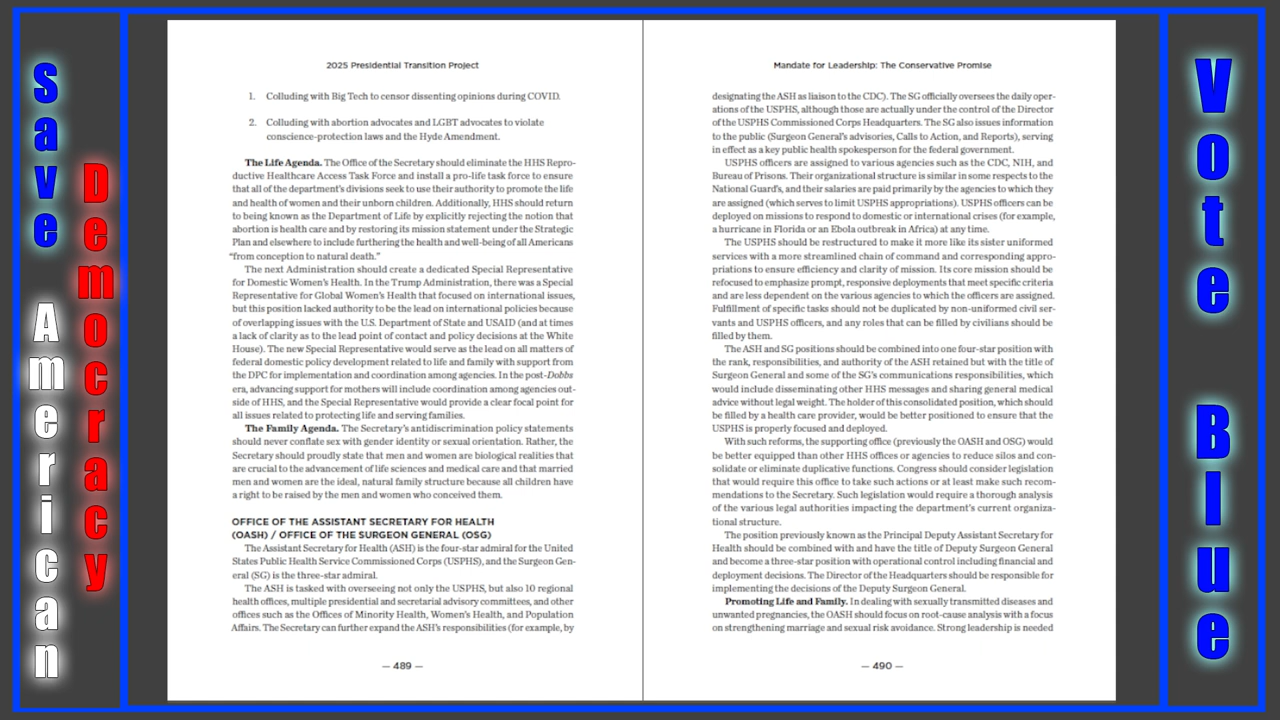 Save
American
Democracy
2025 Presidential Transition Project
1. Colluding with Big Tech to censor dissenting opinions during COVID.
2. Colluding with abortion advocates and LGBT advocates to violate
conscience-protection laws and the Hyde Amendment.
The Life Agenda. The Office of the Secretary should eliminate the HHS Repro-
ductive Healthcare Access Task Force and install a pro-life task force to ensure
that all of the department's divisions seek to use their authority to promote the life
and health of women and their unborn children. Additionally, HHS should return
to being known as the Department of Life by explicitly rejecting the notion that
abortion is health care and by restoring its mission statement under the Strategic
Plan and elsewhere to include furthering the health and well-being of all Americans
“from conception to natural death.”
The next Administration should create a dedicated Special Representative
for Domestic Women's Health. In the Trump Administration, there was a Special
Representative for Global Women's Health that focused on international issues,
but this position lacked authority to be the lead on international policies because
of overlapping issues with the U.S. Department of State and USAID (and at times
a lack of clarity as to the lead point of contact and policy decisions at the White
House). The new Special Representative would serve as the lead on all matters of
federal domestic policy development related to life and family with support from
the DPC for implementation and coordination among agencies. In the post-Dobbs
era, advancing support for mothers will include coordination among agencies out-
side of HHS, and the Special Representative would provide a clear focal point for
all issues related to protecting life and serving families.
The Family Agenda. The Secretary's antidiscrimination policy statements
should never conflate sex with gender identity or sexual orientation. Rather, the
Secretary should proudly state that men and women are biological realities that
are crucial to the advancement of life sciences and medical care and that married
men and women are the ideal, natural family structure because all children have
a right to be raised by the men and women who conceived them.
OFFICE OF THE ASSISTANT SECRETARY FOR HEALTH
(OASH) / OFFICE OF THE SURGEON GENERAL (OSG)
The Assistant Secretary for Health (ASH) is the four-star admiral for the United
States Public Health Service Commissioned Corps (USPHS), and the Surgeon Gen-
eral (SG) is the three-star admiral.
The ASH is tasked with overseeing not only the USPHS, but also 10 regional
health offices, multiple presidential and secretarial advisory committees, and other
offices such as the Offices of Minority Health, Women's Health, and Population
Affairs. The Secretary can further expand the ASH's responsibilities (for example, by
— 489 —
Mandate for Leadership: The Conservative Promise
designating the ASH as liaison to the CDC). The SG officially oversees the daily oper-
ations of the USPHS, although those are actually under the control of the Director
of the USPHS Commissioned Corps Headquarters. The SG also issues information
to the public (Surgeon General's advisories, Calls to Action, and Reports), serving
in effect as a key public health spokesperson for the federal government.
USPHS officers are assigned to various agencies such as the CDC, NIH, and
Bureau of Prisons. Their organizational structure is similar in some respects to the
National Guard's, and their salaries are paid primarily by the agencies to which they
are assigned (which serves to limit USPHS appropriations). USPHS officers can be
deployed on missions to respond to domestic or international crises (for example,
a hurricane in Florida or an Ebola outbreak in Africa) at any time.
The USPHS should be restructured to make it more like its sister uniformed
services with a more streamlined chain of command and corresponding appro-
priations to ensure efficiency and clarity of mission. Its core mission should be
refocused to emphasize prompt, responsive deployments that meet specific criteria
and are less dependent on the various agencies to which the officers are assigned.
Fulfillment of specific tasks should not be duplicated by non-uniformed civil ser-
vants and USPHS officers, and any roles that can be filled by civilians should be
filled by them.
The ASH and SG positions should be combined into one four-star position with
the rank, responsibilities, and authority of the ASH retained but with the title of
Surgeon General and some of the SG's communications responsibilities, which
would include disseminating other HHS messages and sharing general medical
advice without legal weight. The holder of this consolidated position, which should
be filled by a health care provider, would be better positioned to ensure that the
USPHS is properly focused and deployed.
With such reforms, the supporting office (previously the OASH and OSG) would
be better equipped than other HHS offices or agencies to reduce silos and con-
solidate or eliminate duplicative functions. Congress should consider legislation
that would require this office to take such actions or at least make such recom-
mendations to the Secretary. Such legislation would require a thorough analysis
of the various legal authorities impacting the department's current organiza-
tional structure.
The position previously known as the Principal Deputy Assistant Secretary for
Health should be combined with and have the title of Deputy Surgeon General
and become a three-star position with operational control including financial and
deployment decisions. The Director of the Headquarters should be responsible for
implementing the decisions of the Deputy Surgeon General.
Promoting Life and Family. In dealing with sexually transmitted diseases and
unwanted pregnancies, the OASH should focus on root-cause analysis with a focus
on strengthening marriage and sexual risk avoidance. Strong leadership is needed
— 490 —
Vote
Blue